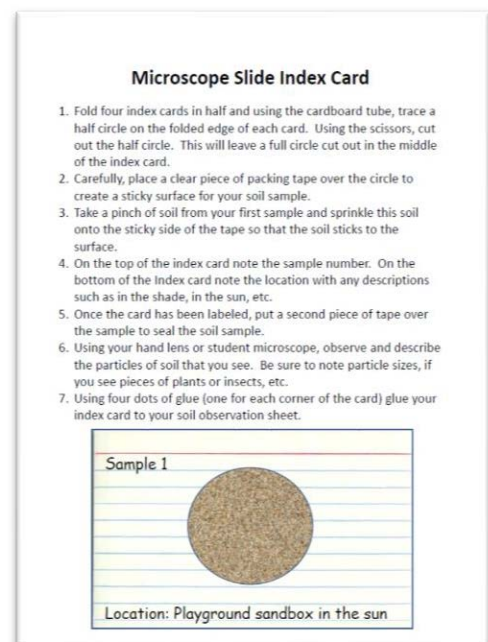 Microscope Slide Index Card
1. Fold four index cards in half and using the cardboard tube, trace a
half circle on the folded edge of each card. Using the scissors, cut
out the half circle. This will leave a full circle cut out in the middle
of the index card.
2. Carefully, place a clear piece of packing tape over the circle to
create a sticky surface for your soil sample.
3. Take a pinch of soil from your first sample and sprinkle this soil
onto the sticky side of the tape so that the soil sticks to the
surface.
4. On the top of the index card note the sample number. On the
bottom of the Index card note the location with any descriptions
such as in the shade, in the sun, etc.
5. Once the card has been labeled, put a second piece of tape over
the sample to seal the soil sample.
6. Using your hand lens or student microscope, observe and describe
the particles of soil that you see. Be sure to note particle sizes, if
you see pieces of plants or insects, etc.
7. Using four dots of glue (one for each corner of the card) glue your
index card to your soil observation sheet.
Sample 1
Location: Playground sandbox in the sun